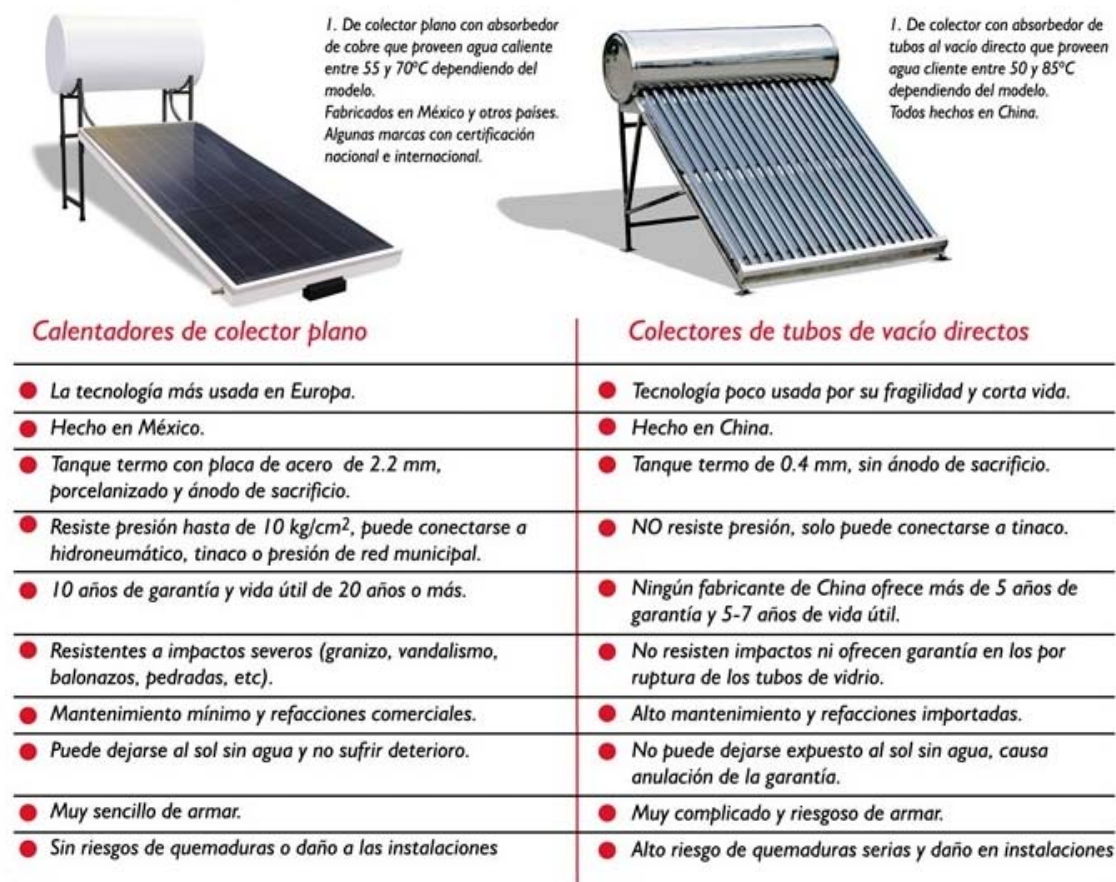 1. De colector plano con absorbedor
de cobre que proveen agua caliente
entre 55 y 70ºC dependiendo del
modelo.
Fabricados en México y otros países.
Algunas marcas con certificación
nacional e internacional.
1. De colector con absorbedor de
tubos al vacío directo que proveen
agua cliente entre 50 y 85ºC
dependiendo del modelo.
Todos hechos en China.
Calentadores de colector plano
Colectores de tubos de vacío directos
La tecnología más usada en Europa.
Tecnología poco usada por su fragilidad y corta vida.
Hecho en México.
Hecho en China.
Tanque termo con placa de acero de 2.2 mm,
porcelanizado y ánodo de sacrificio.
Tanque termo de 0.4 mm, sin ánodo de sacrificio.
Resiste presión hasta de 10 kg/cm², puede conectarse a
hidroneumático, tinaco o presión de red municipal.
NO resiste presión, solo puede conectarse a tinaco.
10 años de garantía y vida útil de 20 años o más.
Ningún fabricante de China ofrece más de 5 años de
garantía y 5-7 años de vida útil.
Resistentes a impactos severos (granizo, vandalismo,
balonazos, pedradas, etc).
No resisten impactos ni ofrecen garantía en los por
ruptura de los tubos de vidrio.
Mantenimiento mínimo y refacciones comerciales.
Alto mantenimiento y refacciones importadas.
Puede dejarse al sol sin agua y no sufrir deterioro.
No puede dejarse expuesto al sol sin agua, causa
anulación de la garantía.
Muy sencillo de armar.
Muy complicado y riesgoso de armar.
Sin riesgos de quemaduras o daño a las instalaciones
Alto riesgo de quemaduras serias y daño en instalaciones